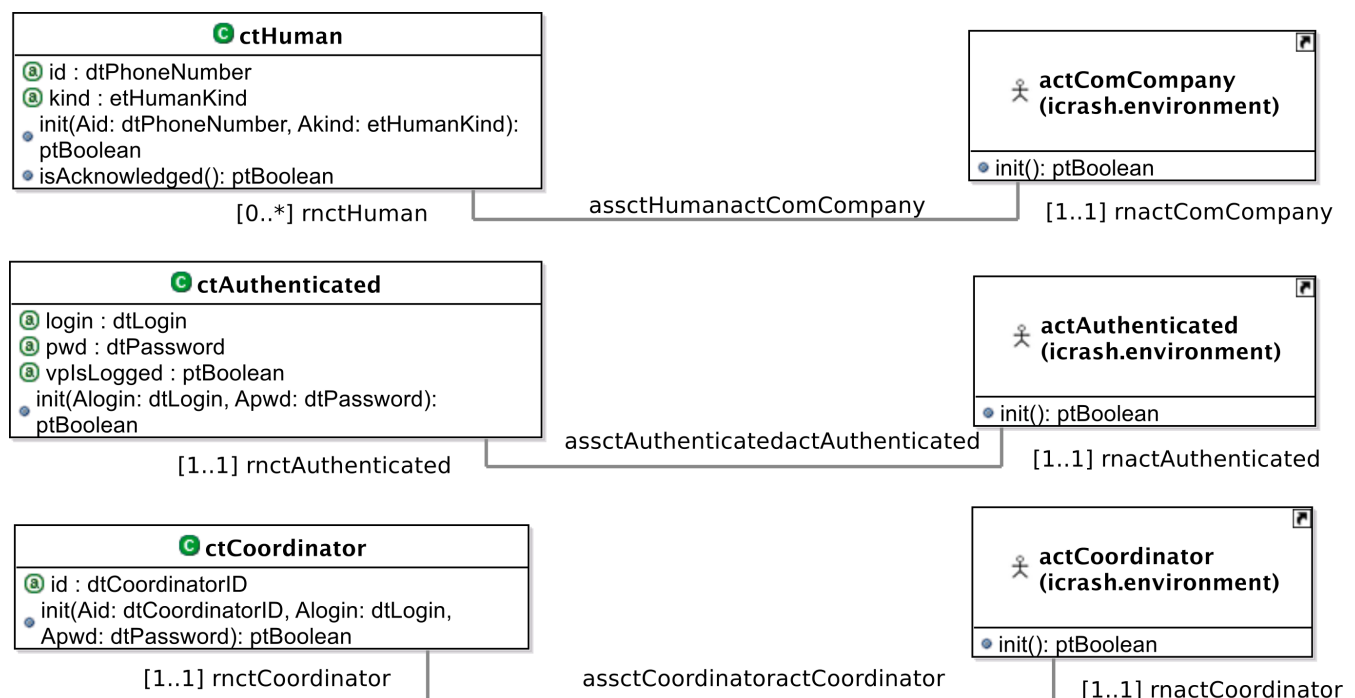 ctHuman
id : dtPhoneNumber
kind : etHumanKind
init(Aid: dtPhoneNumber, Akind: etHumanKind):
ptBoolean
isAcknowledged(): ptBoolean
actComCompany
(icrash.environment)
init(): ptBoolean
[0..*] rnctHuman
assctHumanactComCompany
[1..1] rnactComCompany
ctAuthenticated
login : dtLogin
pwd : dtPassword
vpIsLogged : ptBoolean
init(Alogin: dtLogin, Apwd: dtPassword):
ptBoolean
actAuthenticated
(icrash.environment)
init(): ptBoolean
[1..1] rnctAuthenticated
assctAuthenticatedactAuthenticated
[1..1] rnactAuthenticated
ctCoordinator
id : dtCoordinatorID
init(Aid: dtCoordinatorID, Alogin: dtLogin,
Apwd: dtPassword): ptBoolean
actCoordinator
(icrash.environment)
init(): ptBoolean
[1..1] rnctCoordinator
assctCoordinatoractCoordinator
[1..1] rnactCoordinator